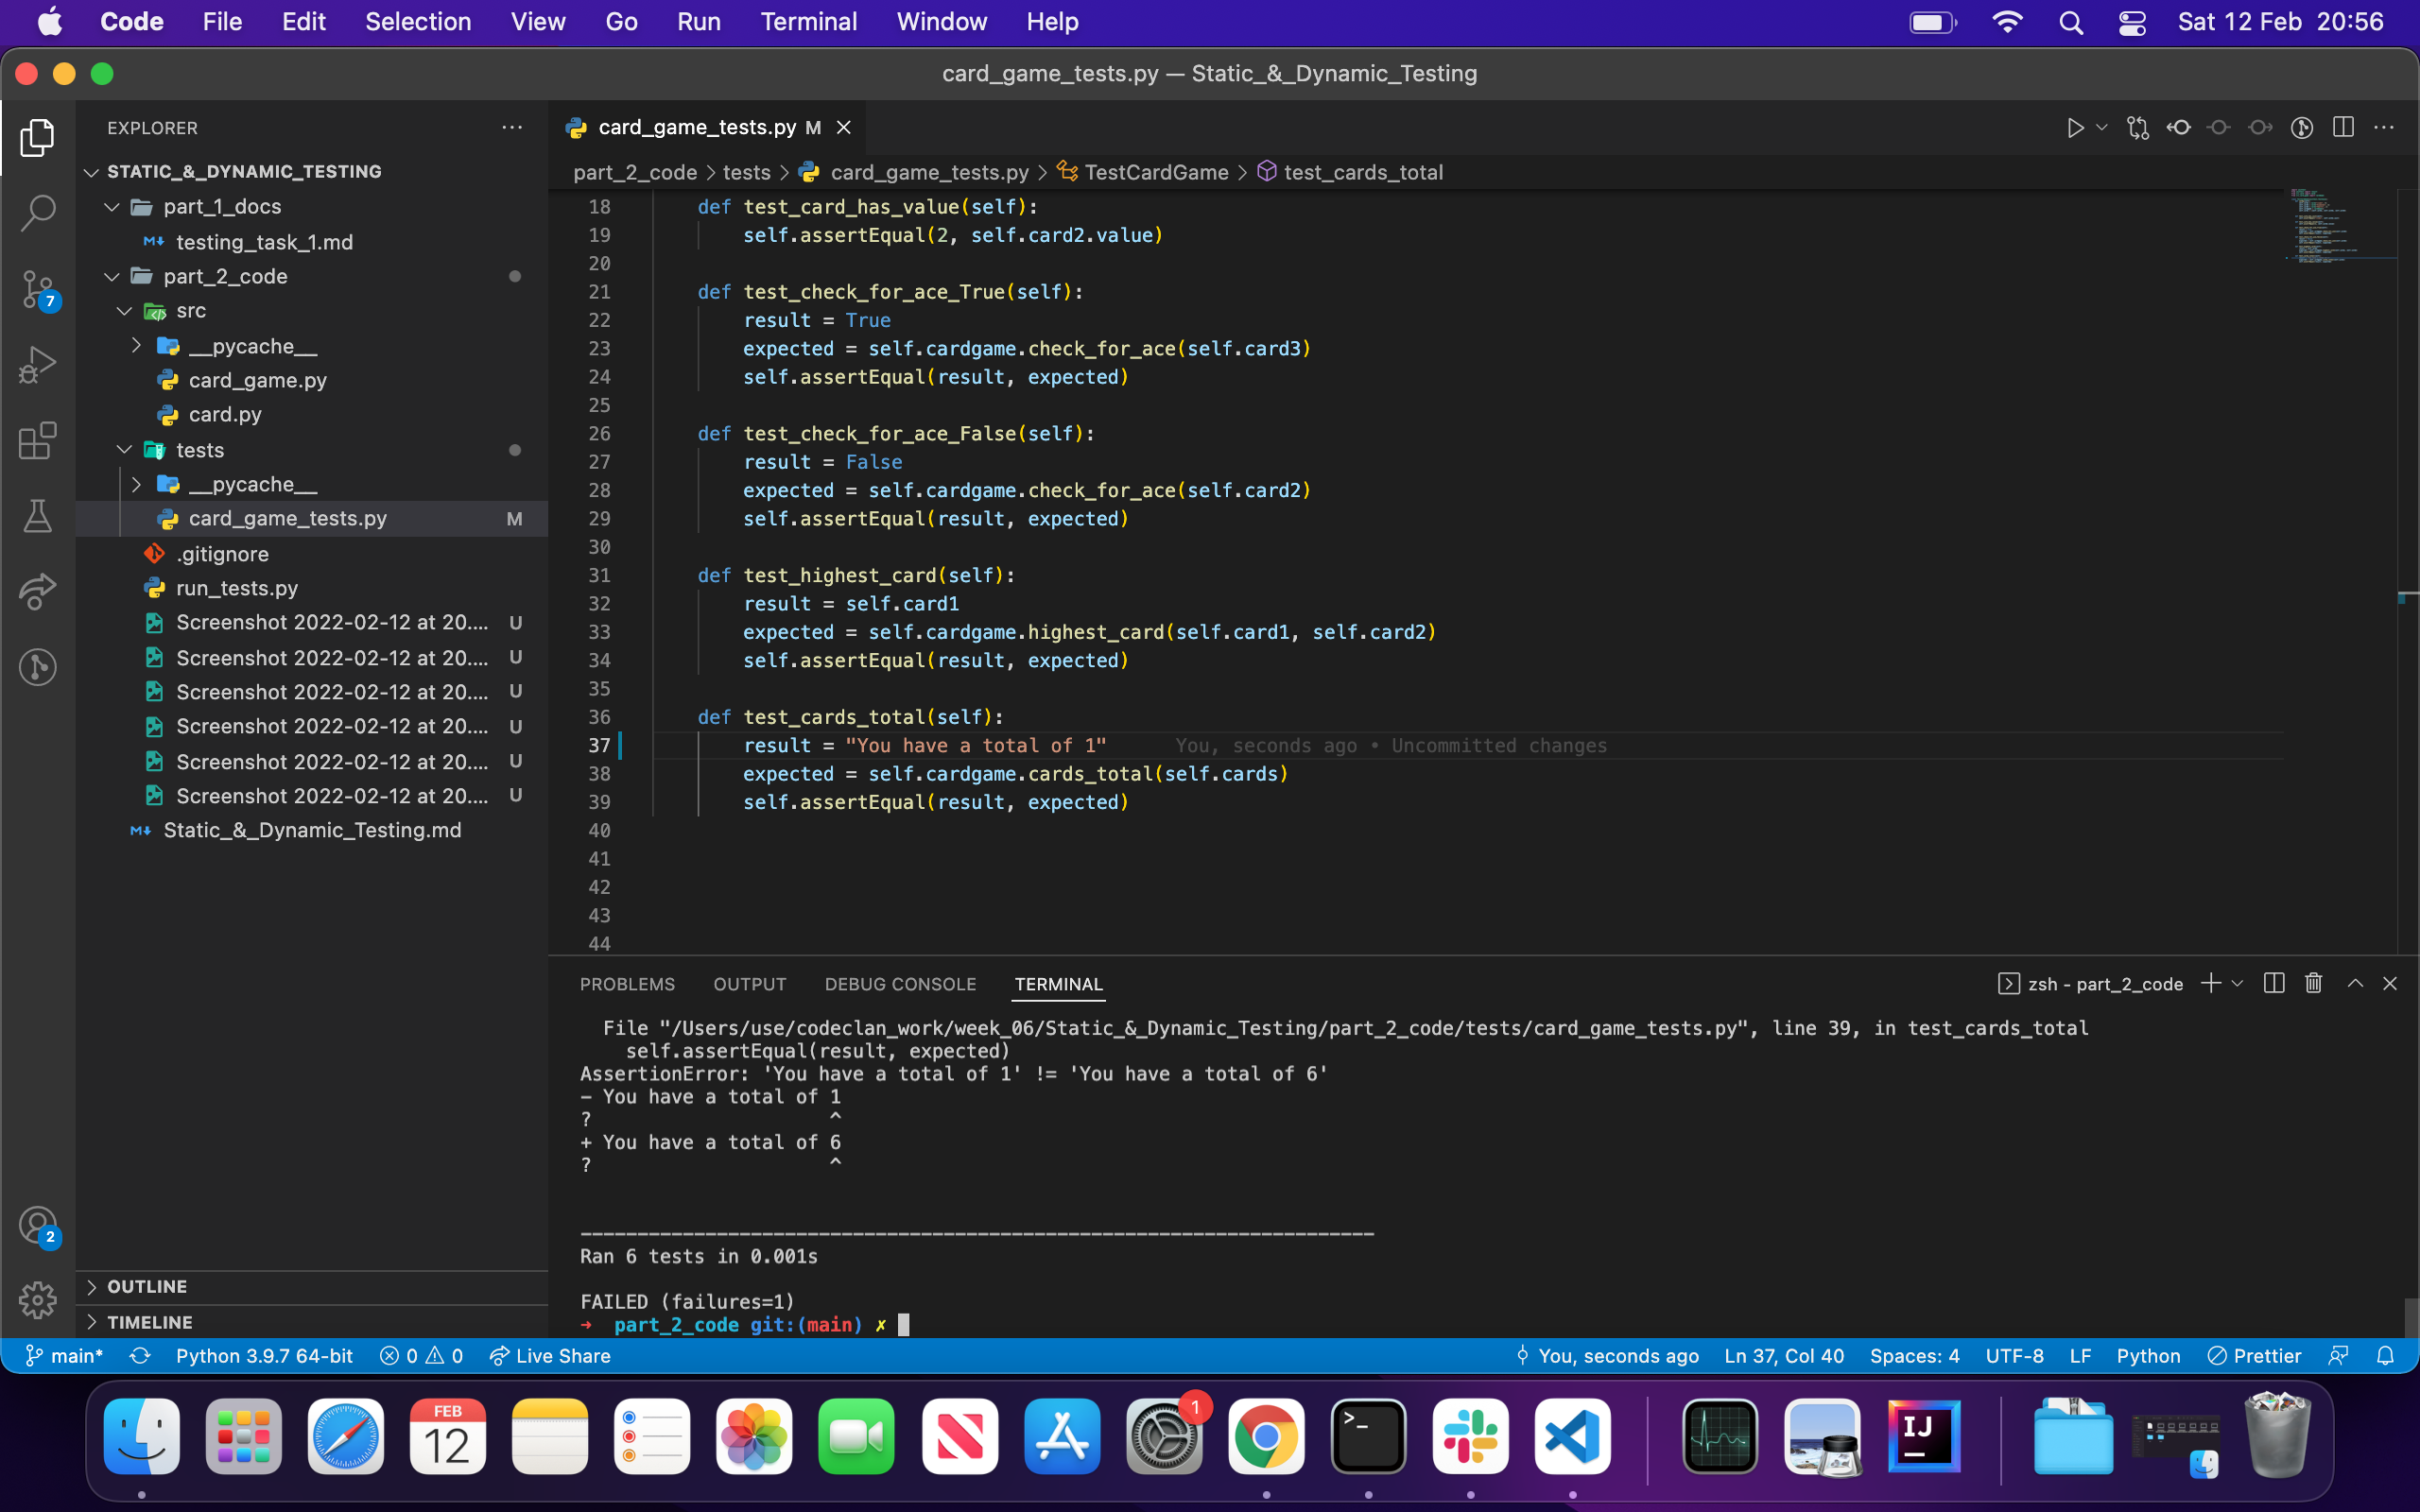 Code File Edit Selection View Go Run Terminal Window Help Sat 12 Feb 20:56
card_game_tests.py — Static_&_Dynamic_Testing
EXPLORER
card_game_tests.py M
STATIC_&_DYNAMIC_TESTING
part_1_docs
testing_task_1.md
part_2_code
src
__pycache__
card_game.py
card.py
tests
__pycache__
card_game_tests.py M
.gitignore
run_tests.py
Screenshot 2022-02-12 at 20.... U
Screenshot 2022-02-12 at 20.... U
Screenshot 2022-02-12 at 20.... U
Screenshot 2022-02-12 at 20.... U
Screenshot 2022-02-12 at 20.... U
Screenshot 2022-02-12 at 20.... U
Static_&_Dynamic_Testing.md
7
2
OUTLINE
TIMELINE
part_2_code > tests > card_game_tests.py > TestCardGame > test_cards_total
18 def test_card_has_value(self):
19 self.assertEqual(2, self.card2.value)
20
21 def test_check_for_ace_True(self):
22 result = True
23 expected = self.cardgame.check_for_ace(self.card3)
24 self.assertEqual(result, expected)
25
26 def test_check_for_ace_False(self):
27 result = False
28 expected = self.cardgame.check_for_ace(self.card2)
29 self.assertEqual(result, expected)
30
31 def test_highest_card(self):
32 result = self.card1
33 expected = self.cardgame.highest_card(self.card1, self.card2)
34 self.assertEqual(result, expected)
35
36 def test_cards_total(self):
37 result = "You have a total of 1" You, seconds ago • Uncommitted changes
38 expected = self.cardgame.cards_total(self.cards)
39 self.assertEqual(result, expected)
40
41
42
43
44
PROBLEMS OUTPUT DEBUG CONSOLE TERMINAL zsh - part_2_code
File "/Users/use/codeclan_work/week_06/Static_&_Dynamic_Testing/part_2_code/tests/card_game_tests.py", line 39, in test_cards_total
self.assertEqual(result, expected)
AssertionError: 'You have a total of 1' != 'You have a total of 6'
- You have a total of 1
? ^
+ You have a total of 6
? ^
----------------------------------------------------------------------
Ran 6 tests in 0.001s
FAILED (failures=1)
➜ part_2_code git:(main) ✗
main* Python 3.9.7 64-bit 0 0 Live Share You, seconds ago Ln 37, Col 40 Spaces: 4 UTF-8 LF Python Prettier
FEB
12
1
>_
IJ